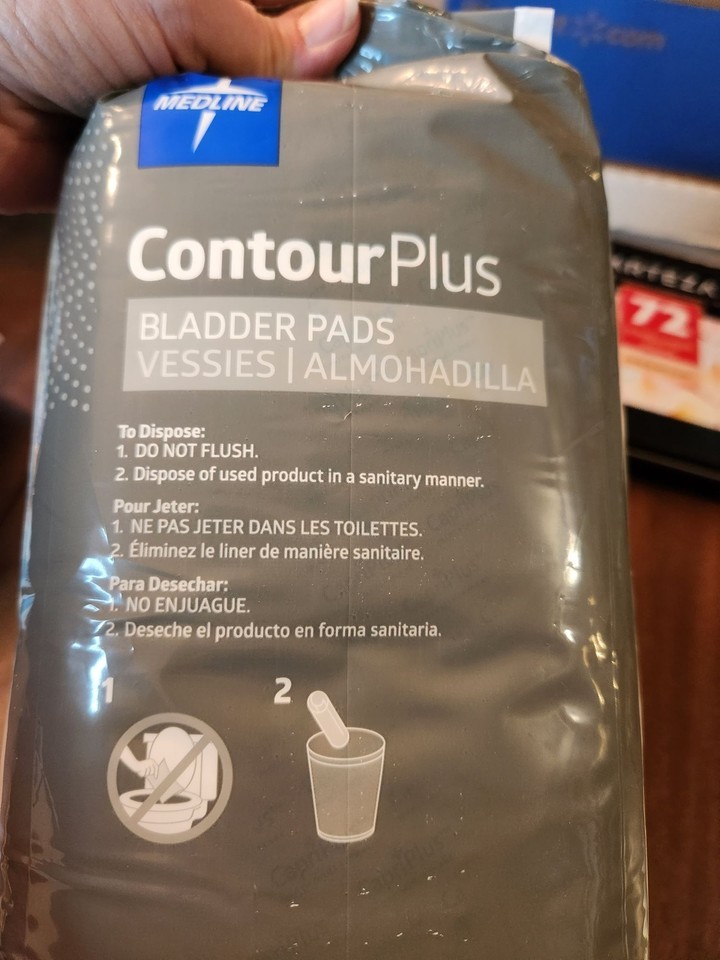 MEDLINE
ContourPlus
BLADDER PADS
VESSIES | ALMOHADILLA
To Dispose:
1. DO NOT FLUSH.
2. Dispose of used product in a sanitary manner.
Pour Jeter:
1. NE PAS JETER DANS LES TOILETTES.
2. Éliminez le liner de manière sanitaire.
Para Desechar:
1. NO ENJUAGUE.
2. Deseche el producto en forma sanitaria.
1 2
72